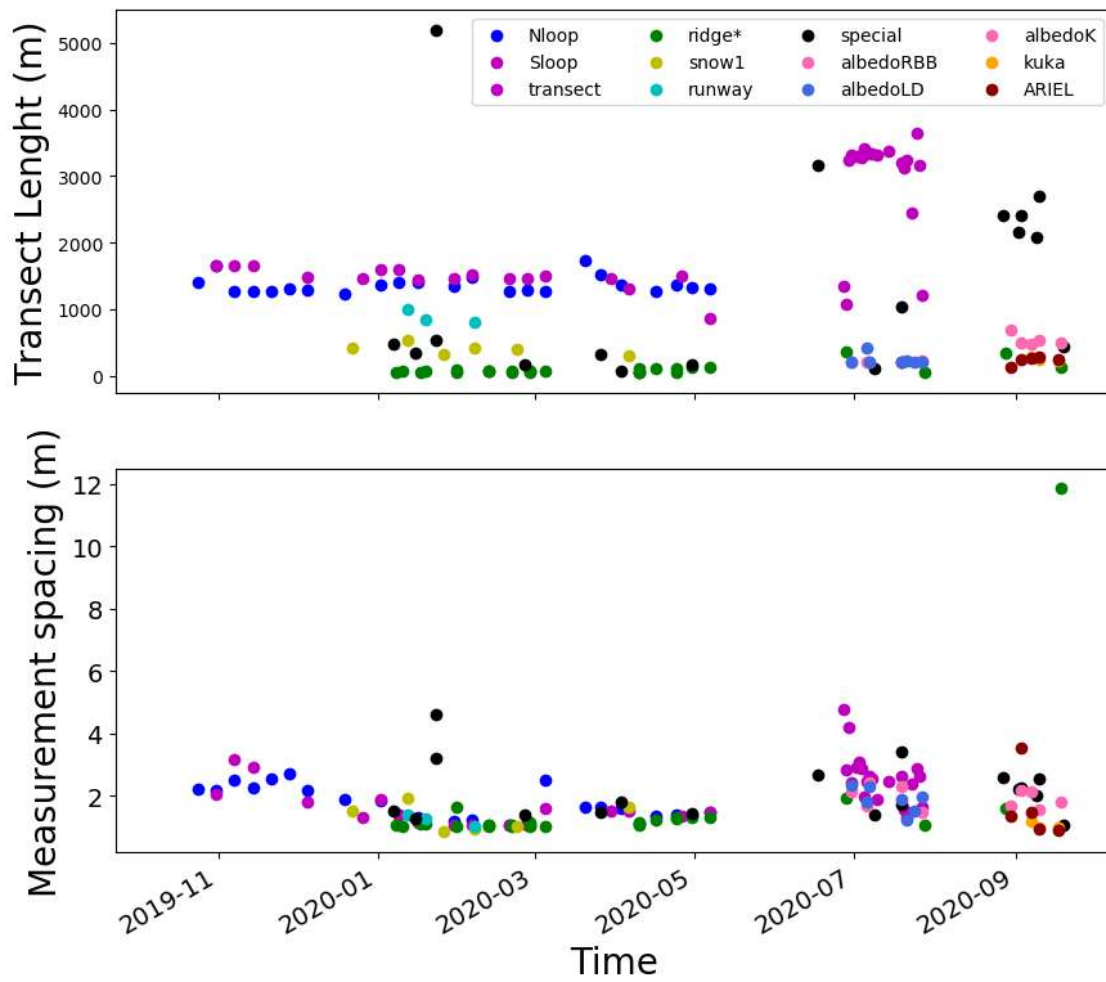 Transect Lenght (m)
5000
4000
3000
2000
1000
0
Nloop ridge* special albedoK
Sloop snow1 albedoRBB kuka
transect runway albedoLD ARIEL
Measurement spacing (m)
12
10
8
6
4
2
2019-11 2020-01 2020-03 2020-05 2020-07 2020-09
Time